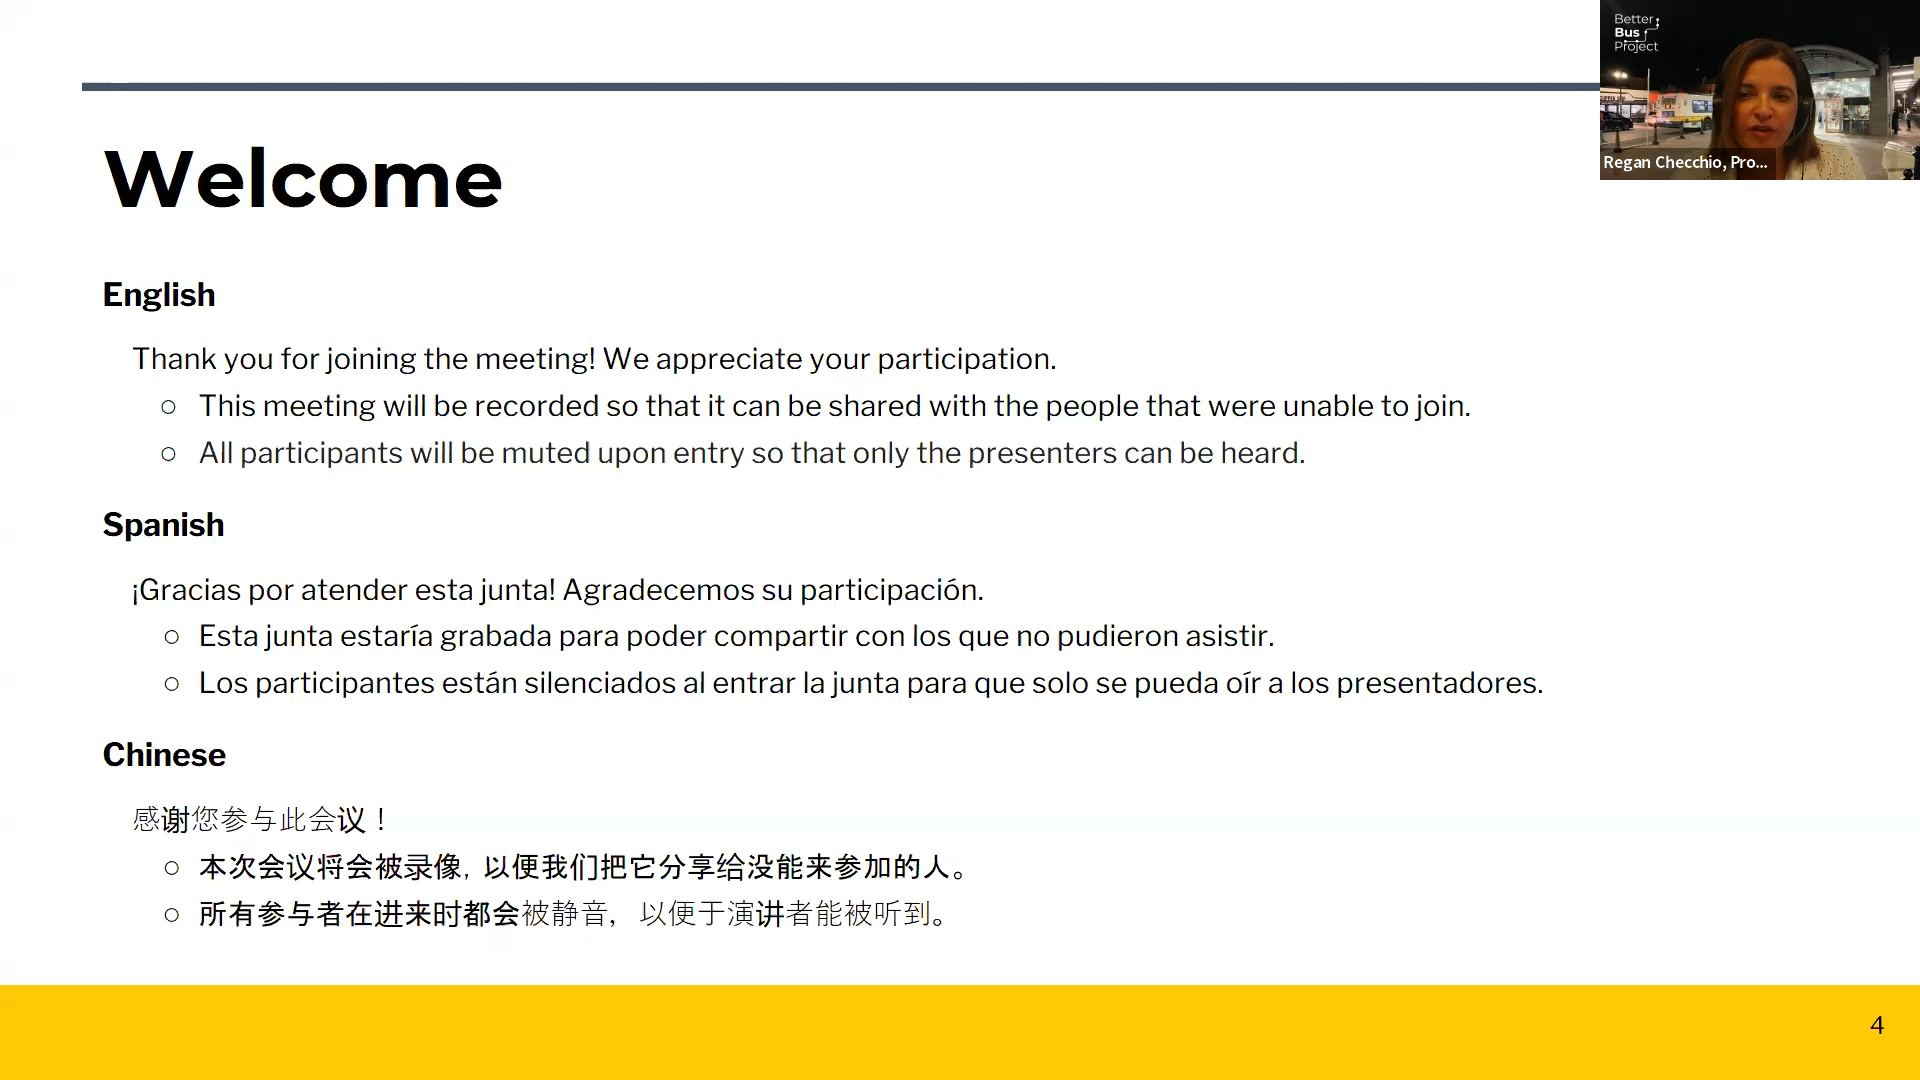 Welcome
English
Thank you for joining the meeting! We appreciate your participation.
○ This meeting will be recorded so that it can be shared with the people that were unable to join.
○ All participants will be muted upon entry so that only the presenters can be heard.
Spanish
¡Gracias por atender esta junta! Agradecemos su participación.
○ Esta junta estaría grabada para poder compartir con los que no pudieron asistir.
○ Los participantes están silenciados al entrar la junta para que solo se pueda oír a los presentadores.
Chinese
感谢您参与此会议！
○ 本次会议将会被录像, 以便我们把它分享给没能来参加的人。
○ 所有参与者在进来时都会被静音，以便于演讲者能被听到。
4
Better
Bus
Project
Regan Checchio, Pro...